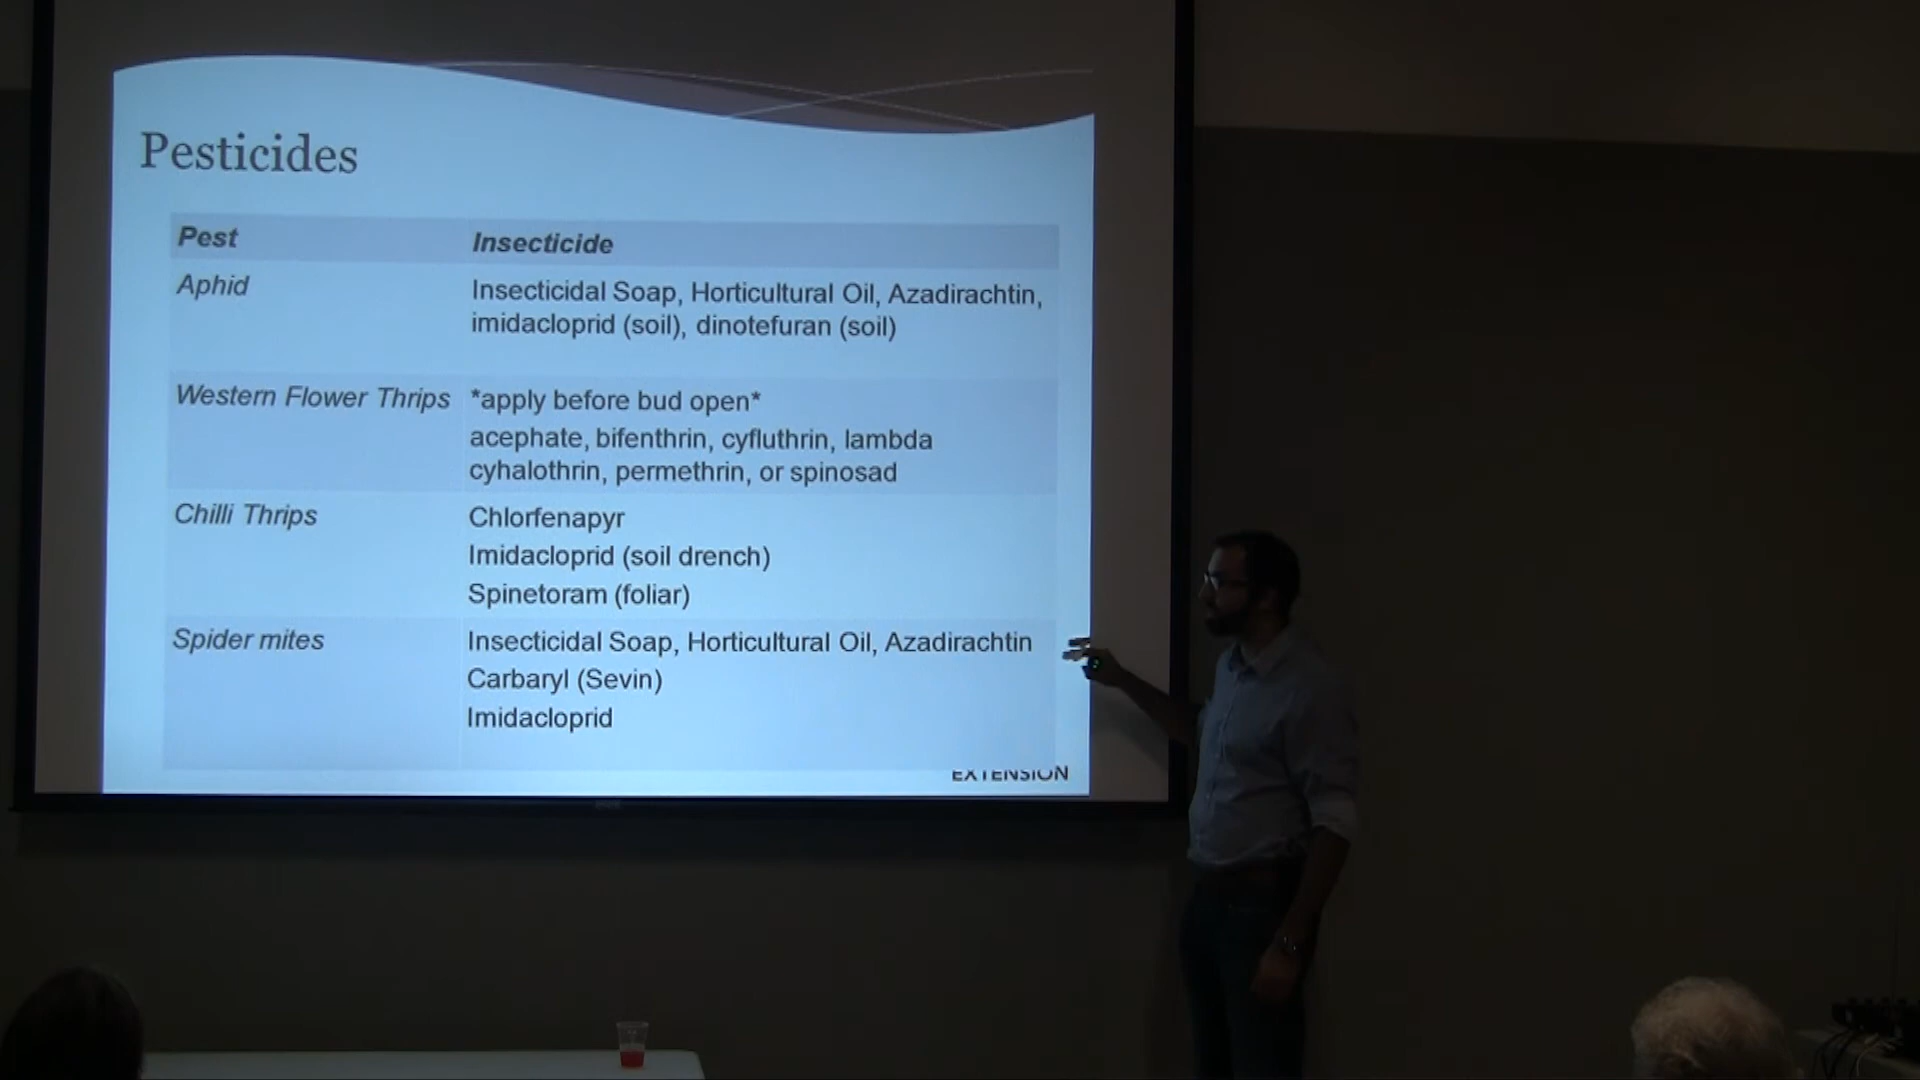 Pesticides
Pest Insecticide
Aphid Insecticidal Soap, Horticultural Oil, Azadirachtin,
imidacloprid (soil), dinotefuran (soil)
Western Flower Thrips *apply before bud open*
acephate, bifenthrin, cyfluthrin, lambda
cyhalothrin, permethrin, or spinosad
Chilli Thrips Chlorfenapyr
Imidacloprid (soil drench)
Spinetoram (foliar)
Spider mites Insecticidal Soap, Horticultural Oil, Azadirachtin
Carbaryl (Sevin)
Imidacloprid
EXTENSION